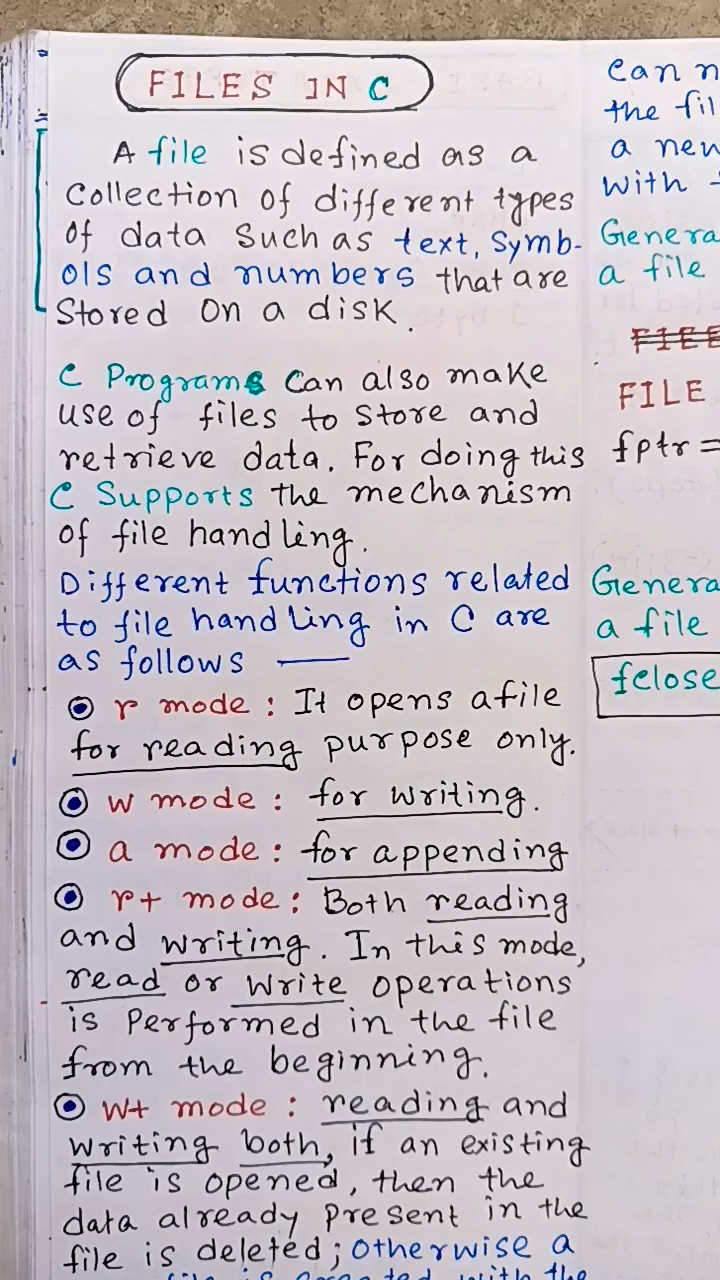 FILES IN C
A file is defined as a
Collection of different types
of data Such as text, Symb-
ols and numbers that are
Stored On a disk.
C Programs Can also make
use of files to Store and
retrieve data. For doing this
C Supports the mechanism
of file handling.
Different functions related
to file handling in C are
as follows —
r mode : It opens a file
for reading purpose only.
w mode : for writing.
a mode : for appending
r+ mode : Both reading
and writing. In this mode,
read or write operations
is Performed in the file
from the beginning.
W+ mode : reading and
writing both, if an existing
file is opened, then the
data already present in the
file is deleted; otherwise a
file is created with the
Can n
the fil
a new
With
Genera
a file
FILE
fptr =
Genera
a file
fclose